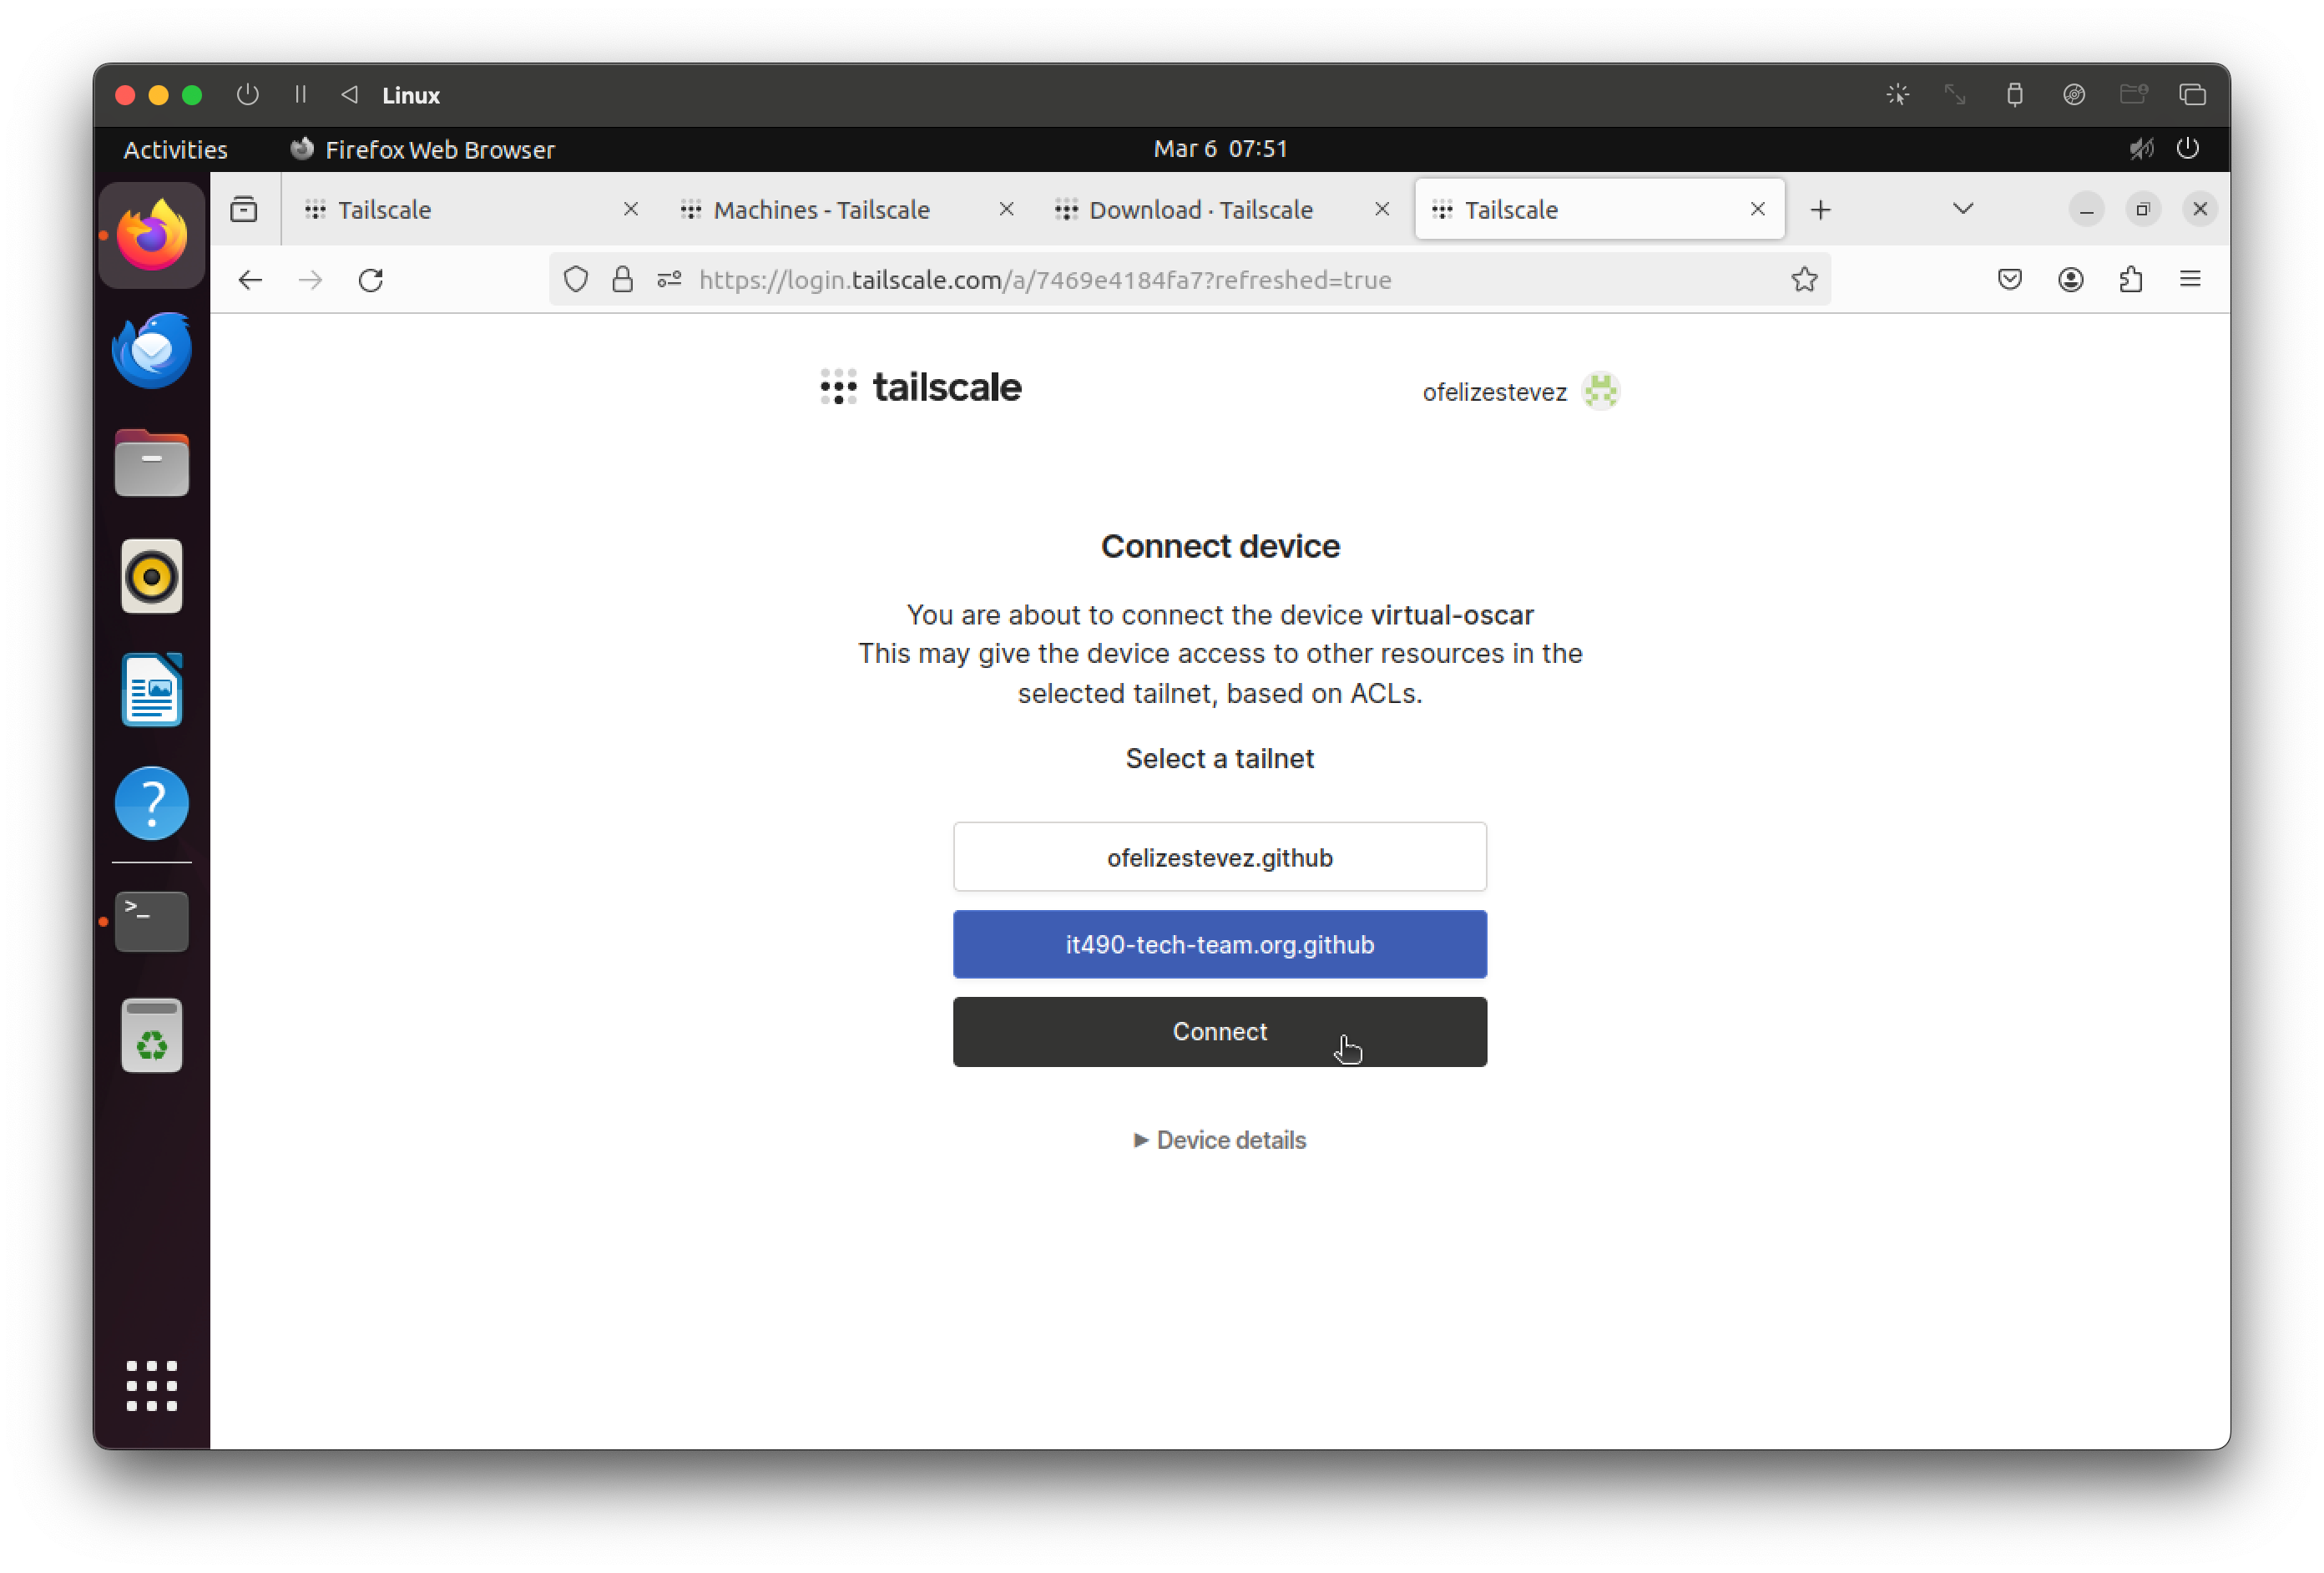 Linux
Activities
Firefox Web Browser
Mar 6 07:51
Tailscale
Machines - Tailscale
Download · Tailscale
Tailscale
https://login.tailscale.com/a/7469e4184fa7?refreshed=true
tailscale
ofelizestevez
Connect device
You are about to connect the device virtual-oscar
This may give the device access to other resources in the
selected tailnet, based on ACLs.
Select a tailnet
ofelizestevez.github
it490-tech-team.org.github
Connect
Device details